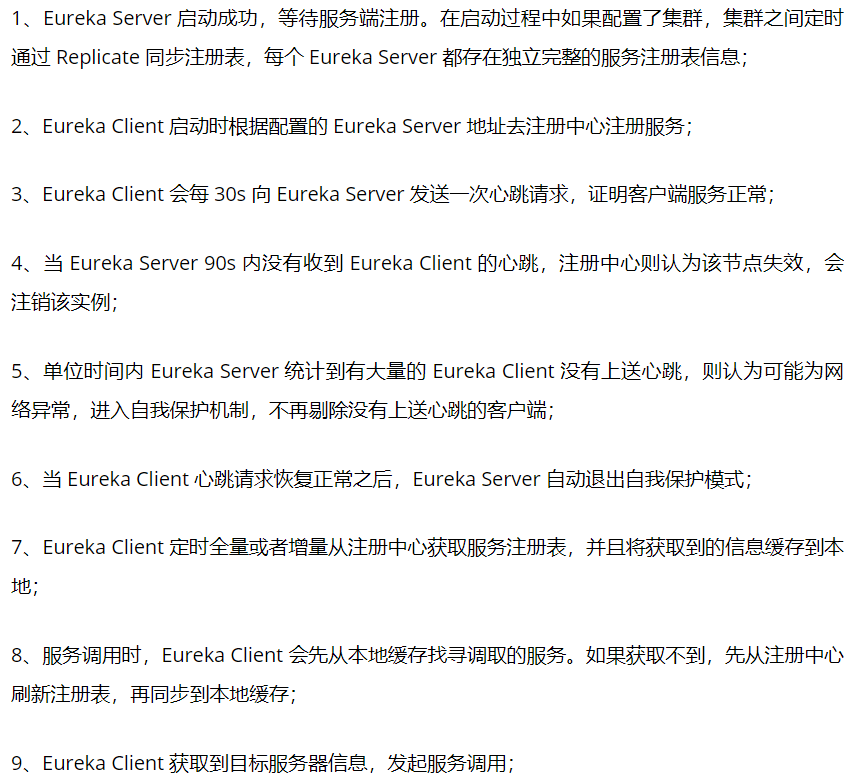 1、Eureka Server 启动成功，等待服务端注册。在启动过程中如果配置了集群，集群之间定时
通过 Replicate 同步注册表，每个 Eureka Server 都存在独立完整的服务注册表信息；
2、Eureka Client 启动时根据配置的 Eureka Server 地址去注册中心注册服务；
3、Eureka Client 会每 30s 向 Eureka Server 发送一次心跳请求，证明客户端服务正常；
4、当 Eureka Server 90s 内没有收到 Eureka Client 的心跳，注册中心则认为该节点失效，会
注销该实例；
5、单位时间内 Eureka Server 统计到有大量的 Eureka Client 没有上送心跳，则认为可能为网
络异常，进入自我保护机制，不再剔除没有上送心跳的客户端；
6、当 Eureka Client 心跳请求恢复正常之后，Eureka Server 自动退出自我保护模式；
7、Eureka Client 定时全量或者增量从注册中心获取服务注册表，并且将获取到的信息缓存到本
地；
8、服务调用时，Eureka Client 会先从本地缓存找寻调取的服务。如果获取不到，先从注册中心
刷新注册表，再同步到本地缓存；
9、Eureka Client 获取到目标服务器信息，发起服务调用；